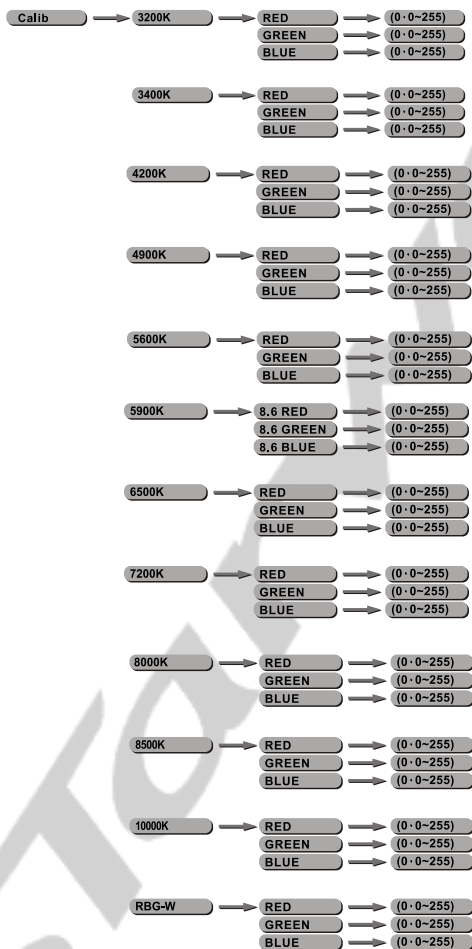 Calib 3200K RED (0·0~255)
GREEN (0·0~255)
BLUE (0·0~255)
3400K RED (0·0~255)
GREEN (0·0~255)
BLUE (0·0~255)
4200K RED (0·0~255)
GREEN (0·0~255)
BLUE (0·0~255)
4900K RED (0·0~255)
GREEN (0·0~255)
BLUE (0·0~255)
5600K RED (0·0~255)
GREEN (0·0~255)
BLUE (0·0~255)
5900K 8.6 RED (0·0~255)
8.6 GREEN (0·0~255)
8.6 BLUE (0·0~255)
6500K RED (0·0~255)
GREEN (0·0~255)
BLUE (0·0~255)
7200K RED (0·0~255)
GREEN (0·0~255)
BLUE (0·0~255)
8000K RED (0·0~255)
GREEN (0·0~255)
BLUE (0·0~255)
8500K RED (0·0~255)
GREEN (0·0~255)
BLUE (0·0~255)
10000K RED (0·0~255)
GREEN (0·0~255)
BLUE (0·0~255)
RBG-W RED (0·0~255)
GREEN (0·0~255)
BLUE (0·0~255)